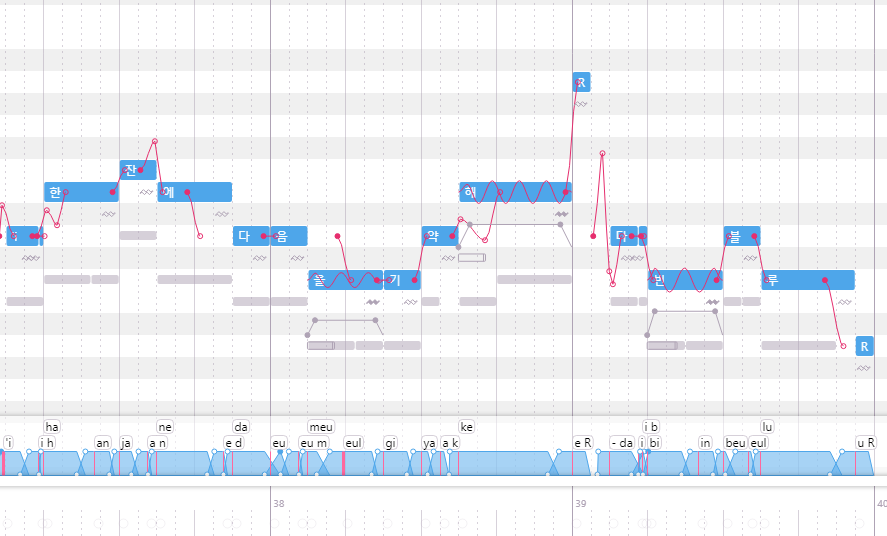 R
잔
한 에 해
다 음 약 다 블
을 기 빈 루
R
ha ne da meu ke i b lu
'i i h an ja a n e d eu eu m eul gi ya a k e R - da i bi in beu eul u R
38 39 40